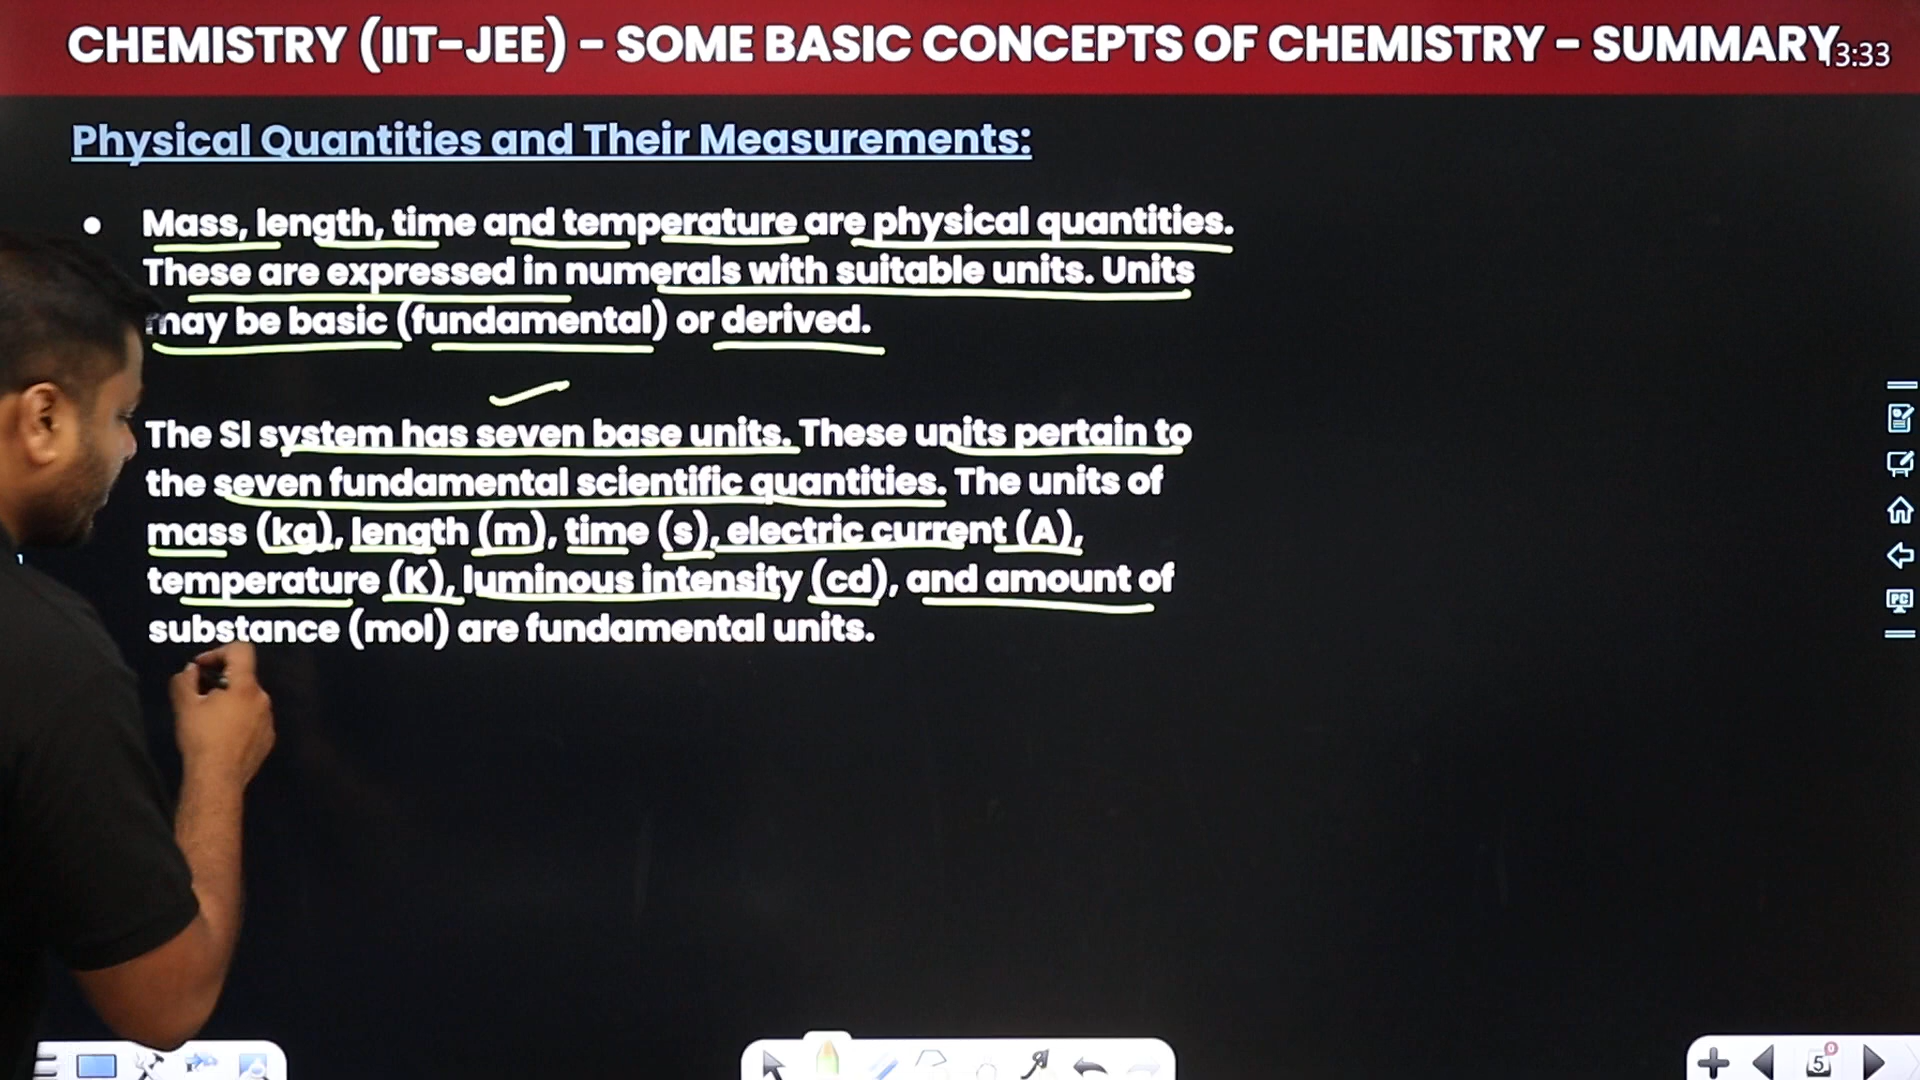 CHEMISTRY (IIT-JEE) - SOME BASIC CONCEPTS OF CHEMISTRY - SUMMARY
13:33
Physical Quantities and Their Measurements:
• Mass, length, time and temperature are physical quantities.
These are expressed in numerals with suitable units. Units
may be basic (fundamental) or derived.
The SI system has seven base units. These units pertain to
the seven fundamental scientific quantities. The units of
mass (kg), length (m), time (s), electric current (A),
temperature (K), luminous intensity (cd), and amount of
substance (mol) are fundamental units.
PC
5
0